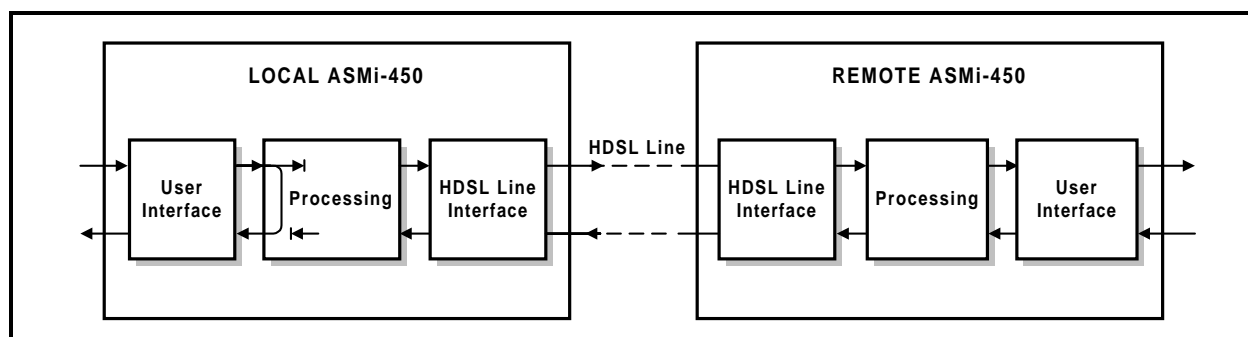 LOCAL ASMi-450
REMOTE ASMi-450
User
Interface
Processing
HDSL Line
Interface
HDSL Line
HDSL Line
Interface
Processing
User
Interface